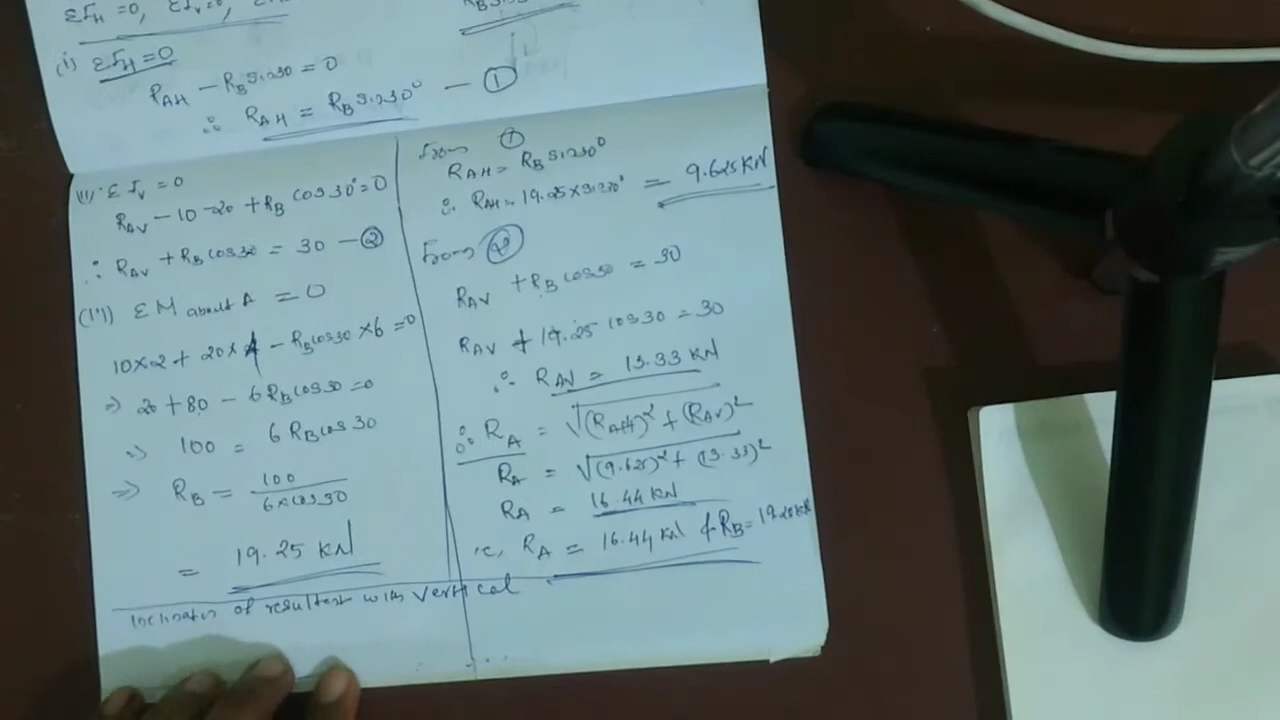 ΣFH = 0, ΣFv = 0,
(i) ΣFH = 0
RAH - RB sin30 = 0
∴ RAH = RB sin30° — ①
(ii) ΣFv = 0
RAV - 10 - 20 + RB cos30° = 0
∴ RAV + RB cos30 = 30 — ②
(iii) ΣM about A = 0
10×2 + 20×4 - RB cos30 × 6 = 0
⇒ 20 + 80 - 6RB cos30 = 0
⇒ 100 = 6 RB cos30
⇒ RB = 100 / 6×cos30
= 19.25 KN
Inclination of resultant with vertical
from ①
RAH = RB sin30°
∴ RAH = 19.25 × sin30° = 9.625 KN
from ②
RAV + RB cos30 = 30
RAV + 19.25 cos30 = 30
∴ RAV = 13.33 KN
∴ RA = √(RAH)² + (RAV)²
RA = √(9.625)² + (13.33)²
RA = 16.44 KN
ie, RA = 16.44 KN & RB = 19.25 KN